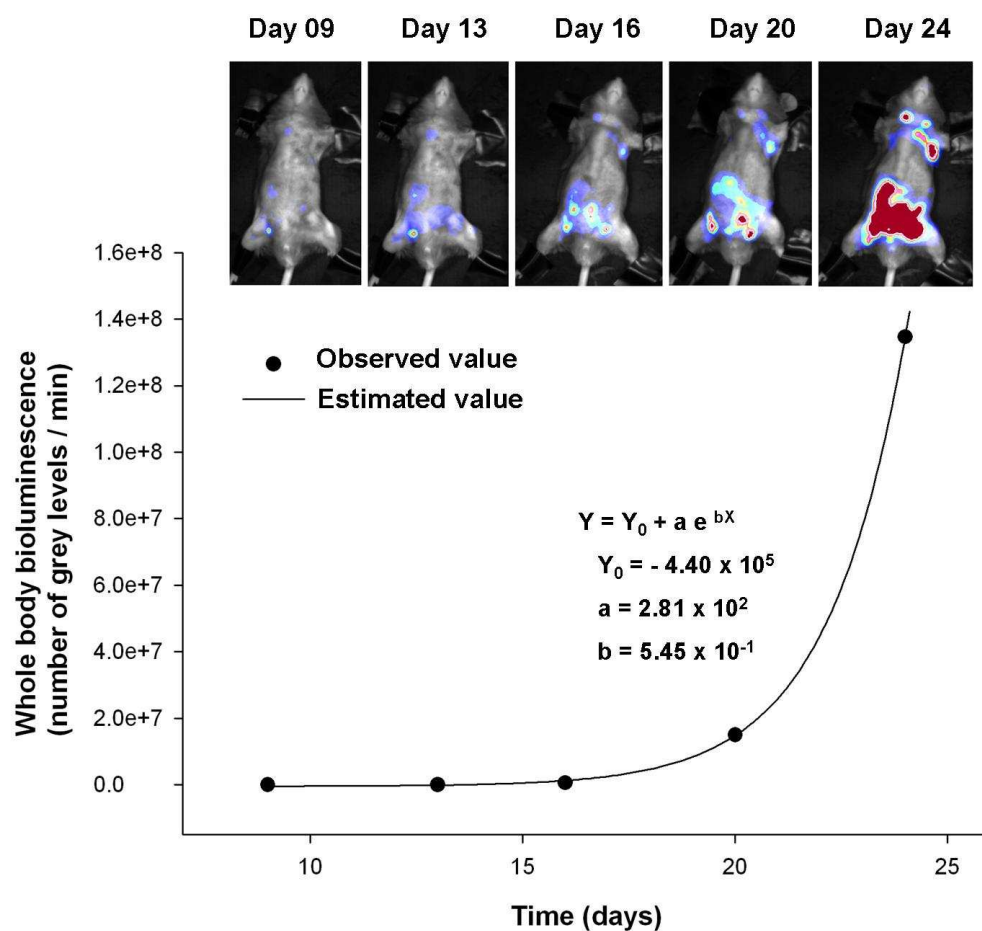 Day 09 Day 13 Day 16 Day 20 Day 24
1.6e+8
1.4e+8
1.2e+8
1.0e+8
8.0e+7
6.0e+7
4.0e+7
2.0e+7
0.0
Whole body bioluminescence
(number of grey levels / min)
Observed value
Estimated value
Y = Y₀ + a e ᵇˣ
Y₀ = - 4.40 x 10⁵
a = 2.81 x 10²
b = 5.45 x 10⁻¹
10 15 20 25
Time (days)